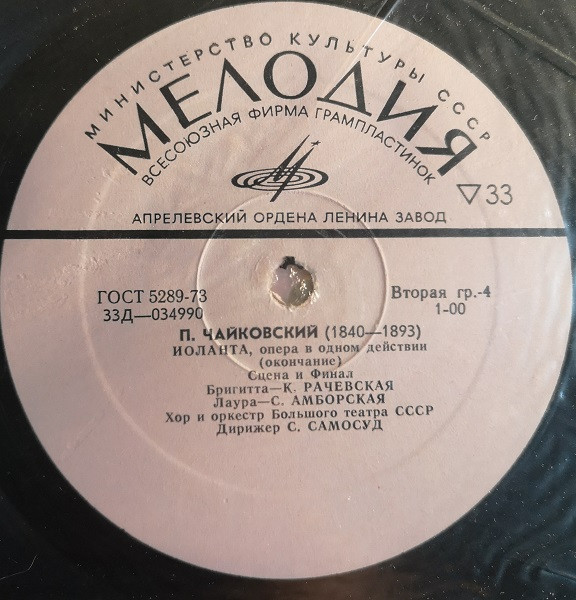 МИНИСТЕРСТВО КУЛЬТУРЫ СССР
МЕЛОДИЯ
ВСЕСОЮЗНАЯ ФИРМА ГРАМПЛАСТИНОК
▽33
АПРЕЛЕВСКИЙ ОРДЕНА ЛЕНИНА ЗАВОД
ГОСТ 5289-73
33Д—034990
Вторая гр.-4
1-00
П. ЧАЙКОВСКИЙ (1840—1893)
ИОЛАНТА, опера в одном действии
(окончание)
Сцена и Финал
Бригитта—К. РАЧЕВСКАЯ
Лаура—С. АМБОРСКАЯ
Хор и оркестр Большого театра СССР
Дирижер С. САМОСУД